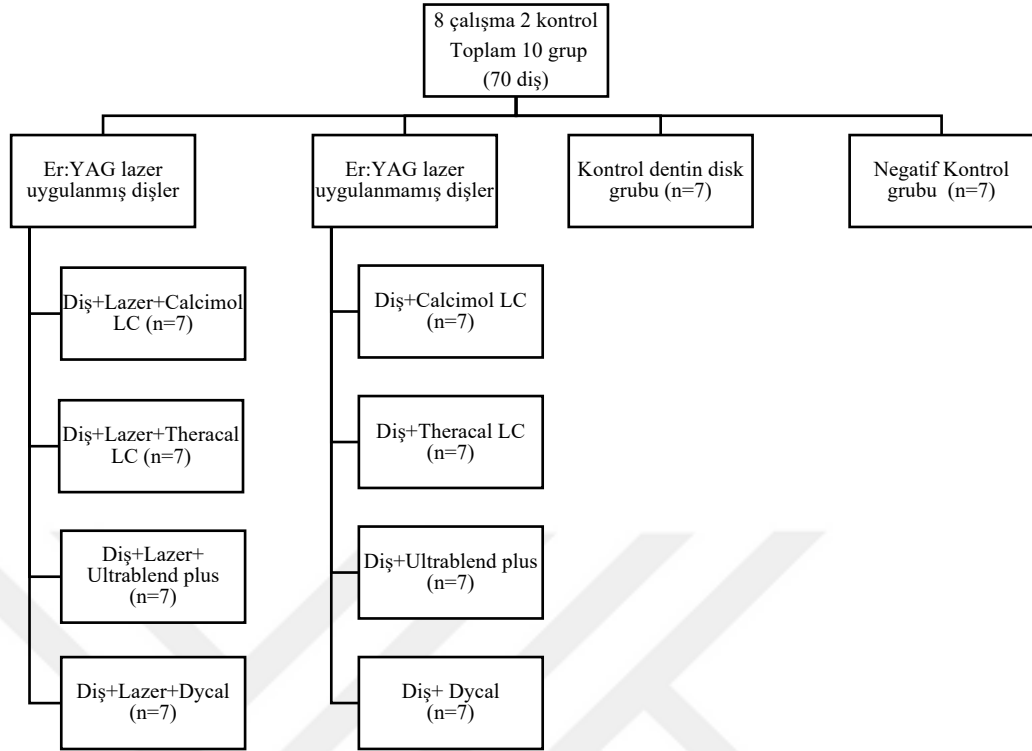 8 çalışma 2 kontrol
Toplam 10 grup
(70 diş)
Er:YAG lazer
uygulanmış dişler
Er:YAG lazer
uygulanmamış dişler
Kontrol dentin disk
grubu (n=7)
Negatif Kontrol
grubu (n=7)
Diş+Lazer+Calcimol
LC (n=7)
Diş+Lazer+Theracal
LC (n=7)
Diş+Lazer+
Ultrablend plus
(n=7)
Diş+Lazer+Dycal
(n=7)
Diş+Calcimol LC
(n=7)
Diş+Theracal LC
(n=7)
Diş+Ultrablend plus
(n=7)
Diş+ Dycal
(n=7)